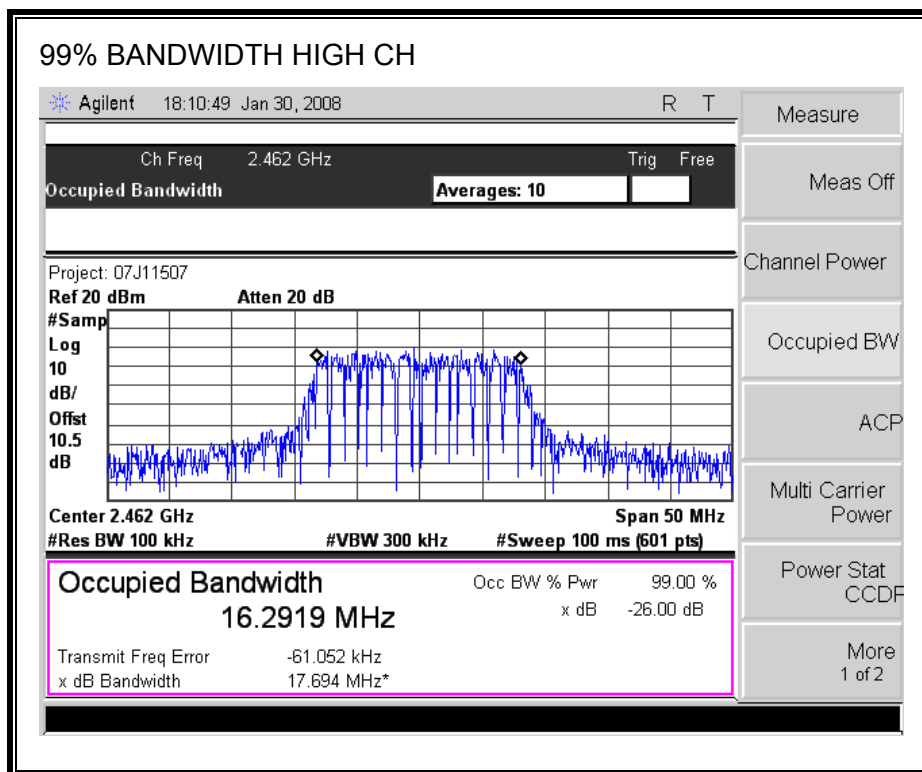 99% BANDWIDTH HIGH CH
Agilent 18:10:49 Jan 30, 2008 R T
Measure
Ch Freq 2.462 GHz Trig Free
Occupied Bandwidth Averages: 10
Meas Off
Channel Power
Occupied BW
ACP
Multi Carrier
Power
Power Stat
CCDF
More
1 of 2
Project: 07J11507
Ref 20 dBm Atten 20 dB
#Samp
Log
10
dB/
Offst
10.5
dB
Center 2.462 GHz Span 50 MHz
#Res BW 100 kHz #VBW 300 kHz #Sweep 100 ms (601 pts)
Occupied Bandwidth Occ BW % Pwr 99.00 %
16.2919 MHz x dB -26.00 dB
Transmit Freq Error -61.052 kHz
x dB Bandwidth 17.694 MHz*